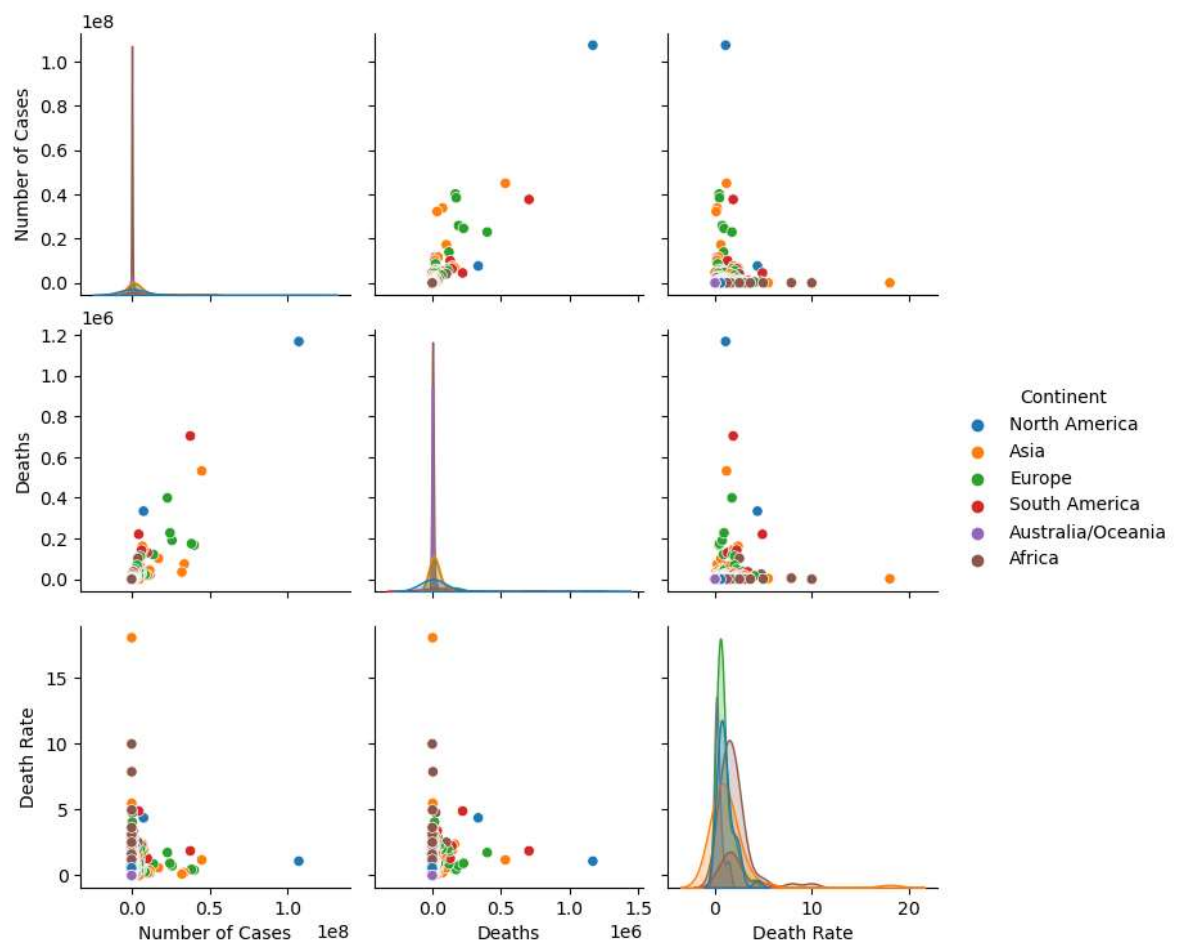 1e8
1.0
0.8
0.6
0.4
0.2
0.0
Number of Cases
1e6
1.2
1.0
0.8
0.6
0.4
0.2
0.0
Deaths
Continent
North America
Asia
Europe
South America
Australia/Oceania
Africa
15
10
5
0
Death Rate
0.0 0.5 1.0
Number of Cases 1e8
0.0 0.5 1.0 1.5
Deaths 1e6
0 10 20
Death Rate